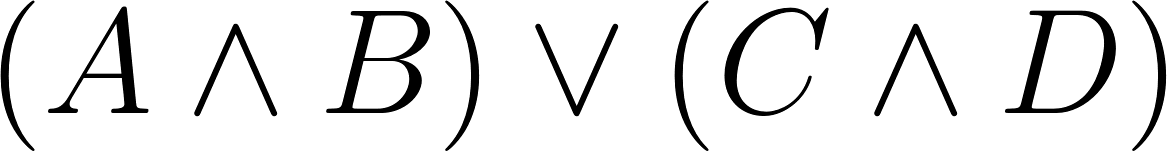 (A ∧ B) ∨ (C ∧ D)